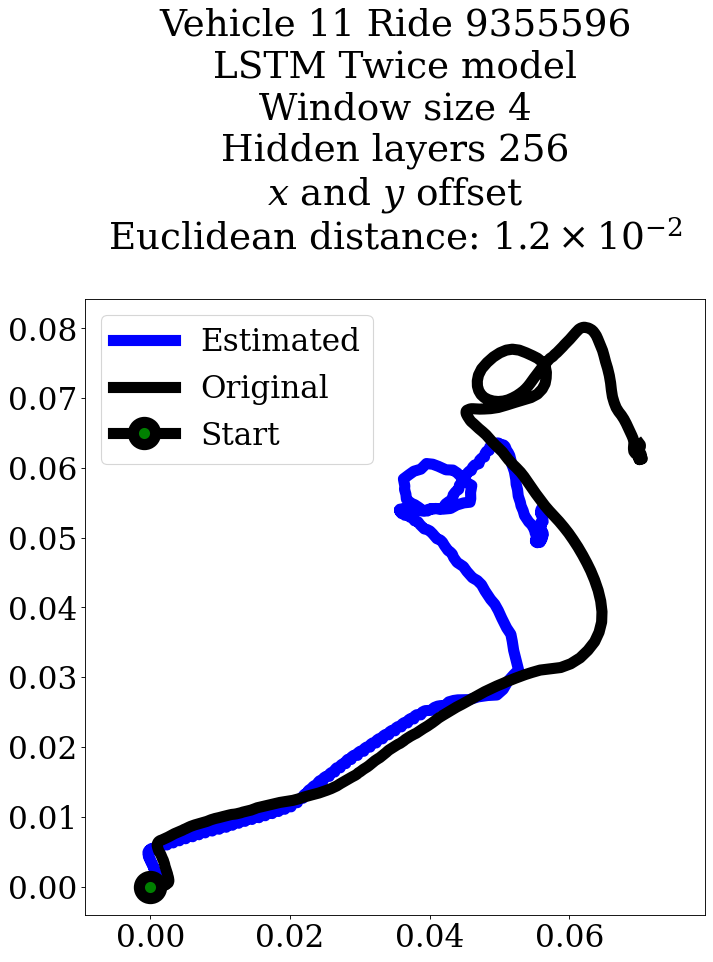 Vehicle 11 Ride 9355596
LSTM Twice model
Window size 4
Hidden layers 256
x and y offset
Euclidean distance: 1.2 × 10⁻²
Estimated
Original
Start
0.08
0.07
0.06
0.05
0.04
0.03
0.02
0.01
0.00
0.00 0.02 0.04 0.06